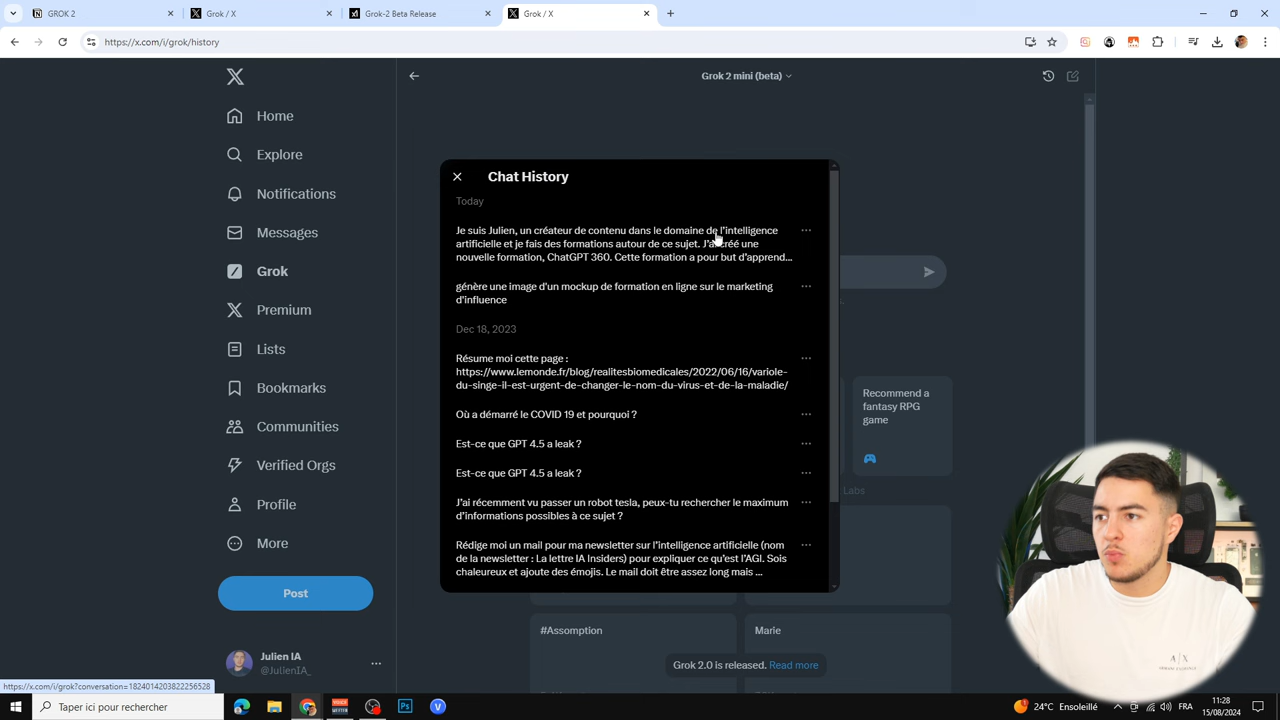 GROK 2
Grok / X
Grok-2 Beta Release
Grok / X
https://x.com/i/grok/history
Home
Explore
Notifications
Messages
Grok
Premium
Lists
Bookmarks
Communities
Verified Orgs
Profile
More
Post
Julien IA
@JulienIA_
Grok 2 mini (beta)
Chat History
Today
Je suis Julien, un créateur de contenu dans le domaine de l'intelligence
artificielle et je fais des formations autour de ce sujet. J'ai créé une
nouvelle formation, ChatGPT 360. Cette formation a pour but d'apprend...
génère une image d'un mockup de formation en ligne sur le marketing
d'influence
Dec 18, 2023
Résume moi cette page :
https://www.lemonde.fr/blog/realitesbiomedicales/2022/06/16/variole-
du-singe-il-est-urgent-de-changer-le-nom-du-virus-et-de-la-maladie/
Où a démarré le COVID 19 et pourquoi ?
Est-ce que GPT 4.5 a leak ?
Est-ce que GPT 4.5 a leak ?
J'ai récemment vu passer un robot tesla, peux-tu rechercher le maximum
d'informations possibles à ce sujet ?
Rédige moi un mail pour ma newsletter sur l'intelligence artificielle (nom
de la newsletter : La lettre IA Insiders) pour expliquer ce qu'est l'AGI. Sois
chaleureux et ajoute des émojis. Le mail doit être assez long mais ...
Recommend a
fantasy RPG
game
Labs
#Assomption
Marie
Grok 2.0 is released. Read more
A|X
https://x.com/i/grok?conversation=1824014203822256528
Taper ici pour rechercher
VOICE
Ps
V
24°C Ensoleillé
FRA
11:28
15/08/2024